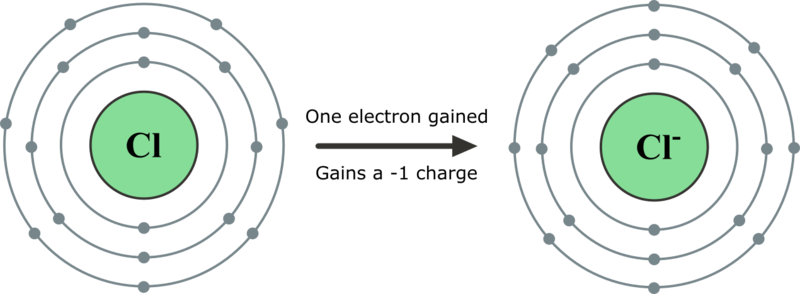 Cl
One electron gained
Gains a -1 charge
Cl⁻